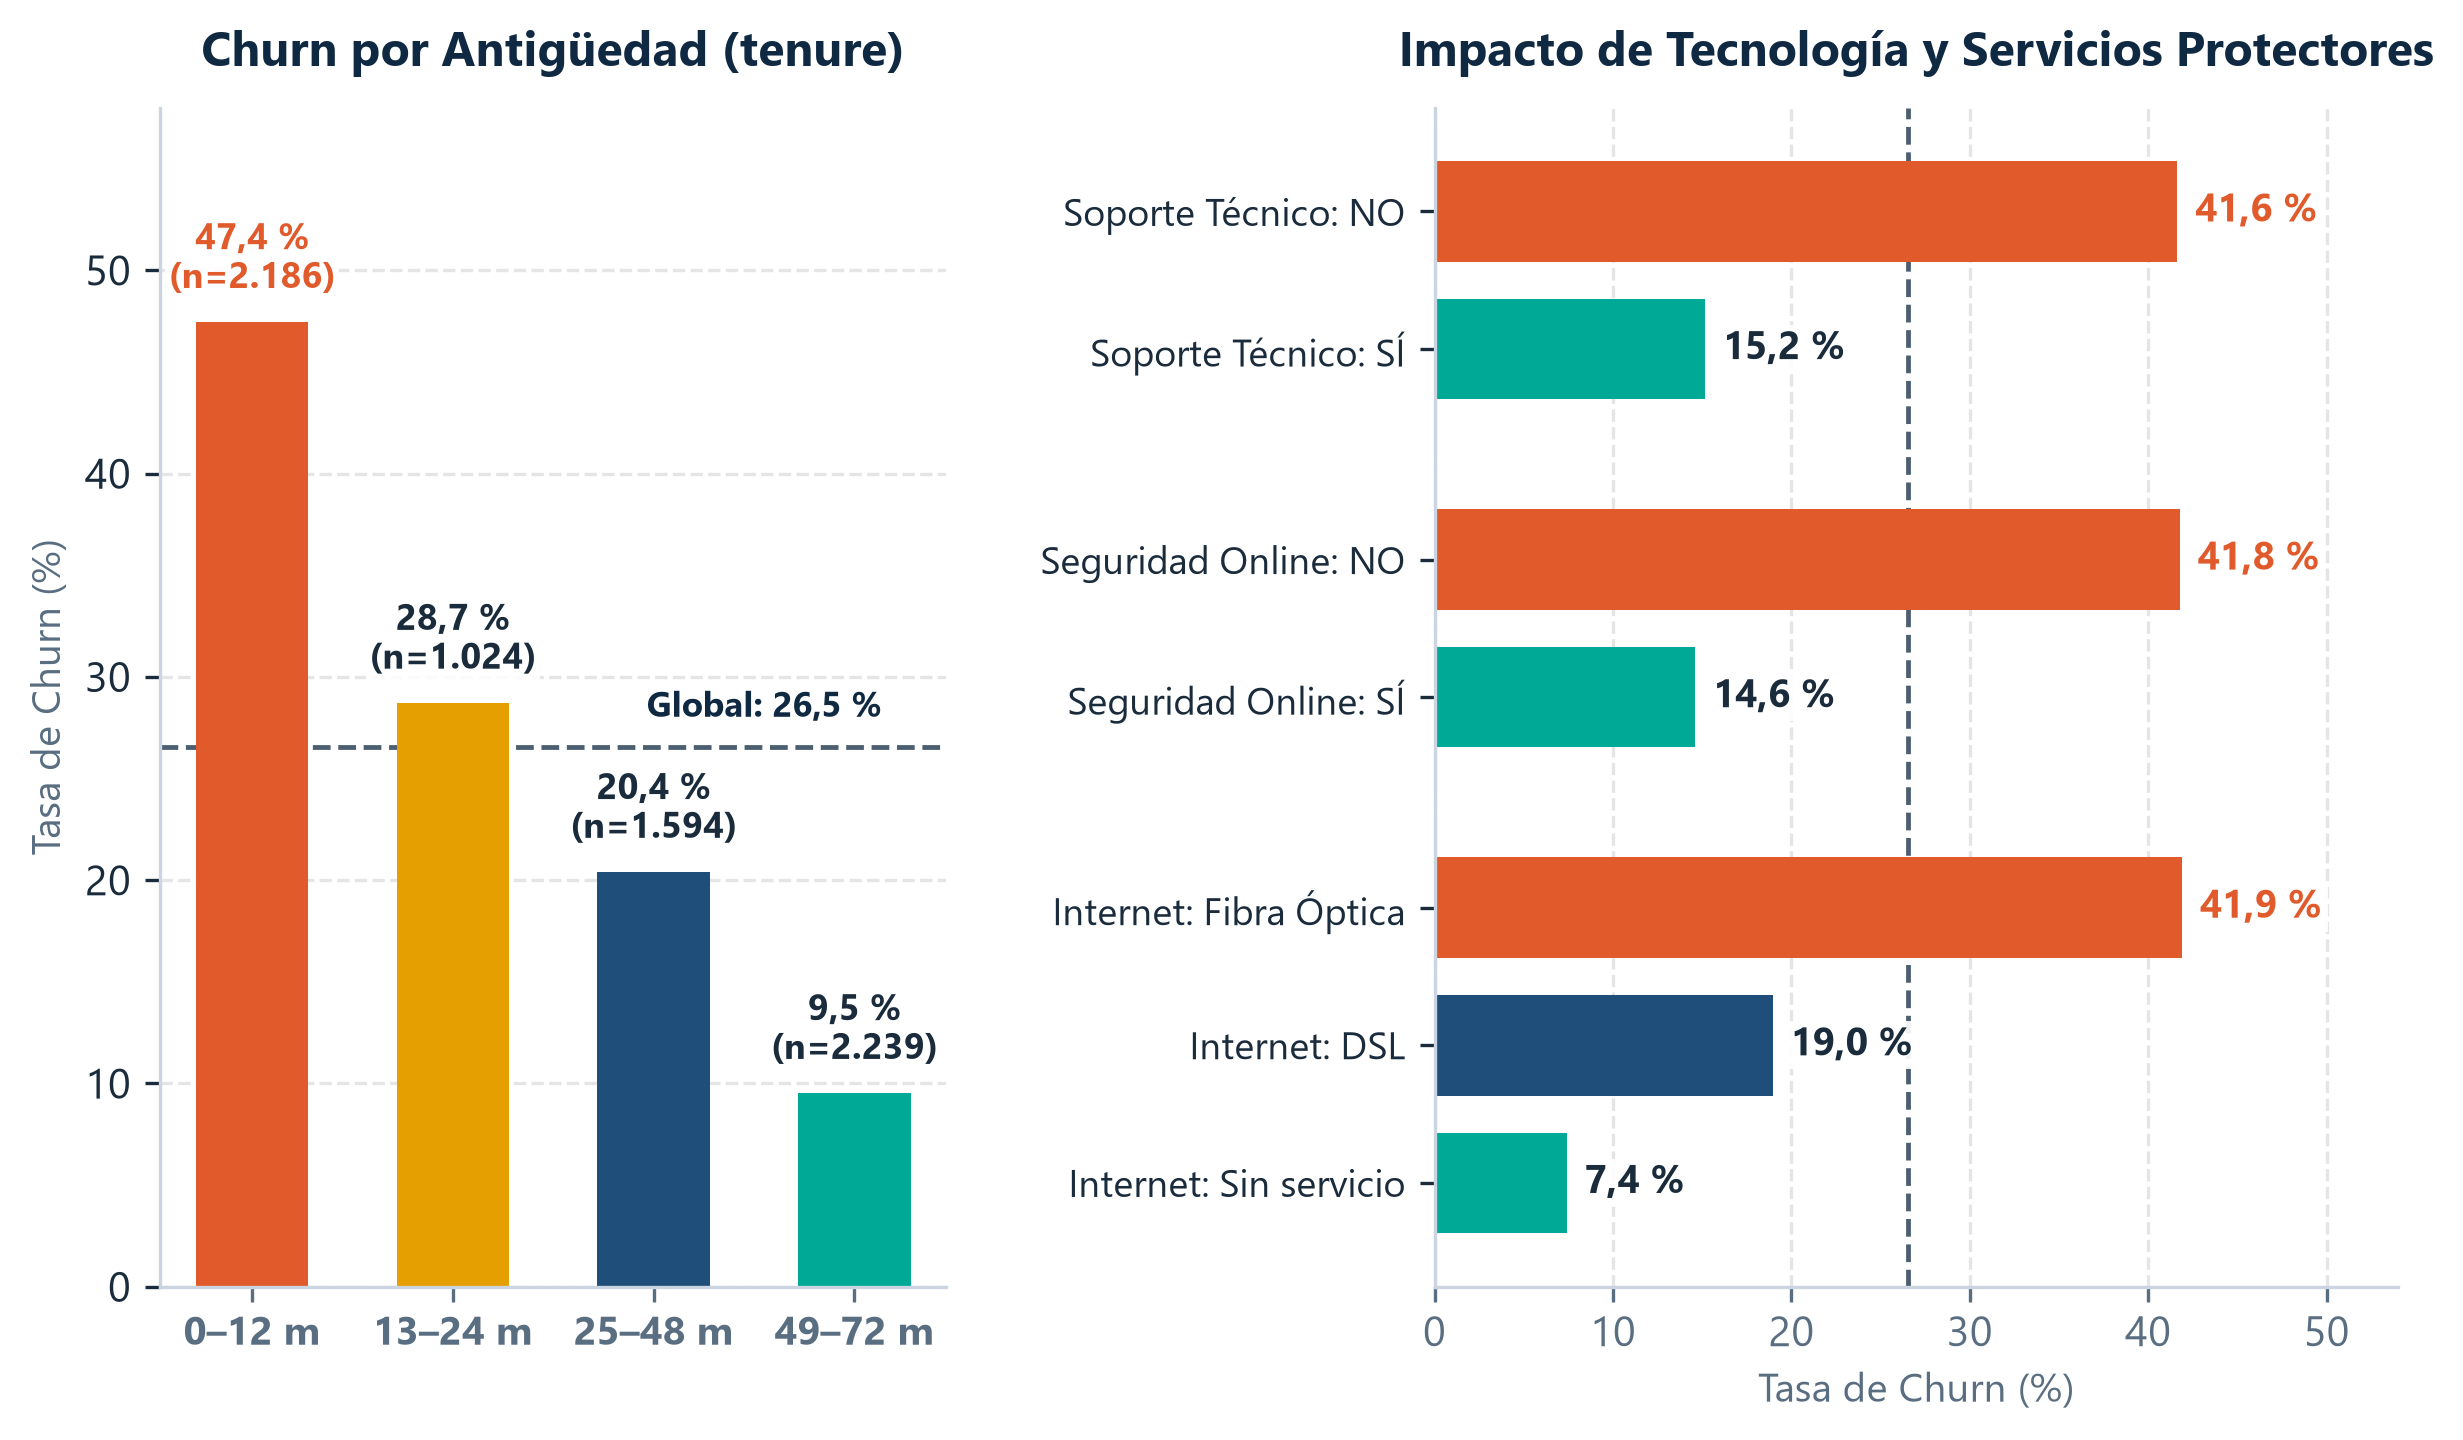 Churn por Antigüedad (tenure)
Tasa de Churn (%)
50
40
30
20
10
0
47,4 %
(n=2.186)
28,7 %
(n=1.024)
Global: 26,5 %
20,4 %
(n=1.594)
9,5 %
(n=2.239)
0–12 m
13–24 m
25–48 m
49–72 m
Impacto de Tecnología y Servicios Protectores
Soporte Técnico: NO
41,6 %
Soporte Técnico: SÍ
15,2 %
Seguridad Online: NO
41,8 %
Seguridad Online: SÍ
14,6 %
Internet: Fibra Óptica
41,9 %
Internet: DSL
19,0 %
Internet: Sin servicio
7,4 %
0
10
20
30
40
50
Tasa de Churn (%)